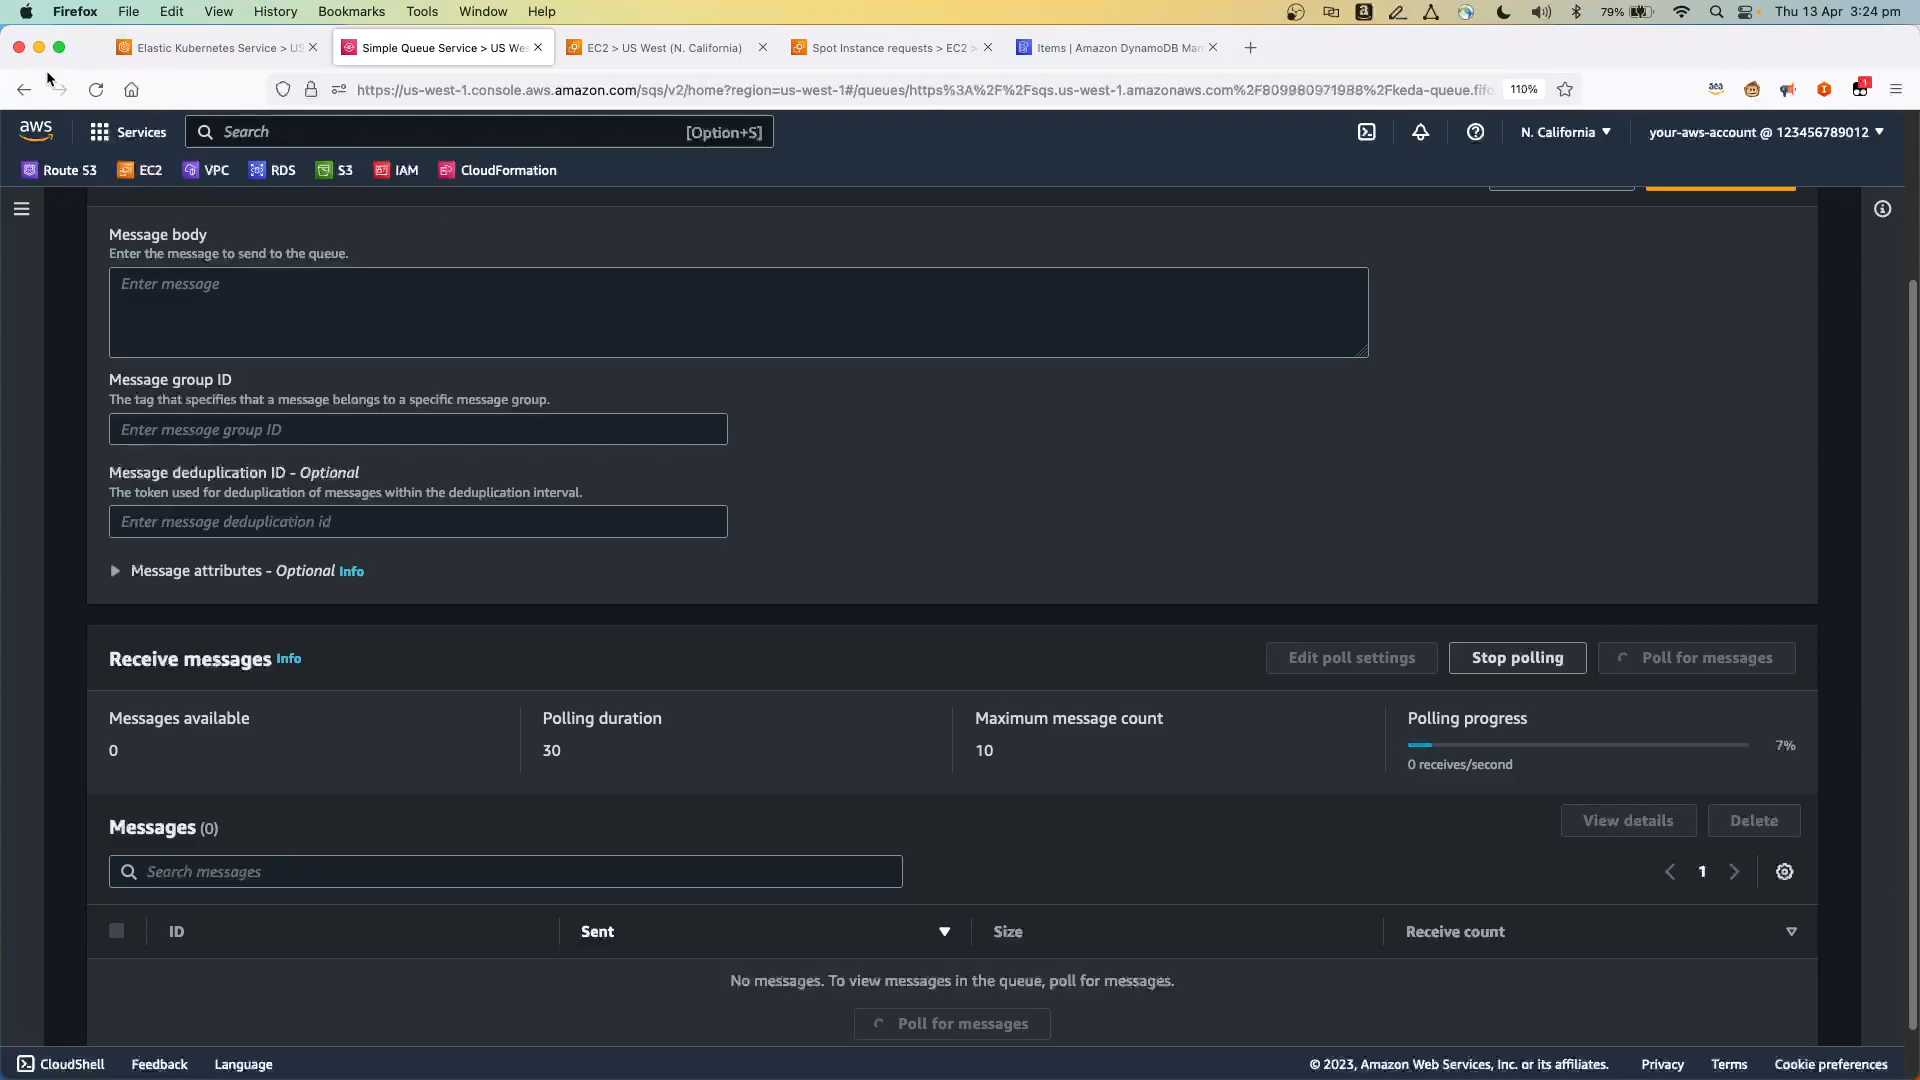 Firefox File Edit View History Bookmarks Tools Window Help 79% Thu 13 Apr 3:24 pm
Elastic Kubernetes Service > US Simple Queue Service > US Wes EC2 > US West (N. California) Spot Instance requests > EC2 > Items | Amazon DynamoDB Man
https://us-west-1.console.aws.amazon.com/sqs/v2/home?region=us-west-1#/queues/https%3A%2F%2Fsqs.us-west-1.amazonaws.com%2F809980971988%2Fkeda-queue.fifo 110% 1
aws Services Search [Option+S] N. California your-aws-account @ 123456789012
Route 53 EC2 VPC RDS S3 IAM CloudFormation
Message body
Enter the message to send to the queue.
Enter message
Message group ID
The tag that specifies that a message belongs to a specific message group.
Enter message group ID
Message deduplication ID - Optional
The token used for deduplication of messages within the deduplication interval.
Enter message deduplication id
Message attributes - Optional Info
Receive messages Info Edit poll settings Stop polling Poll for messages
Messages available Polling duration Maximum message count Polling progress
0 30 10 7%
0 receives/second
Messages (0) View details Delete
Search messages 1
ID Sent Size Receive count
No messages. To view messages in the queue, poll for messages.
Poll for messages
CloudShell Feedback Language © 2023, Amazon Web Services, Inc. or its affiliates. Privacy Terms Cookie preferences